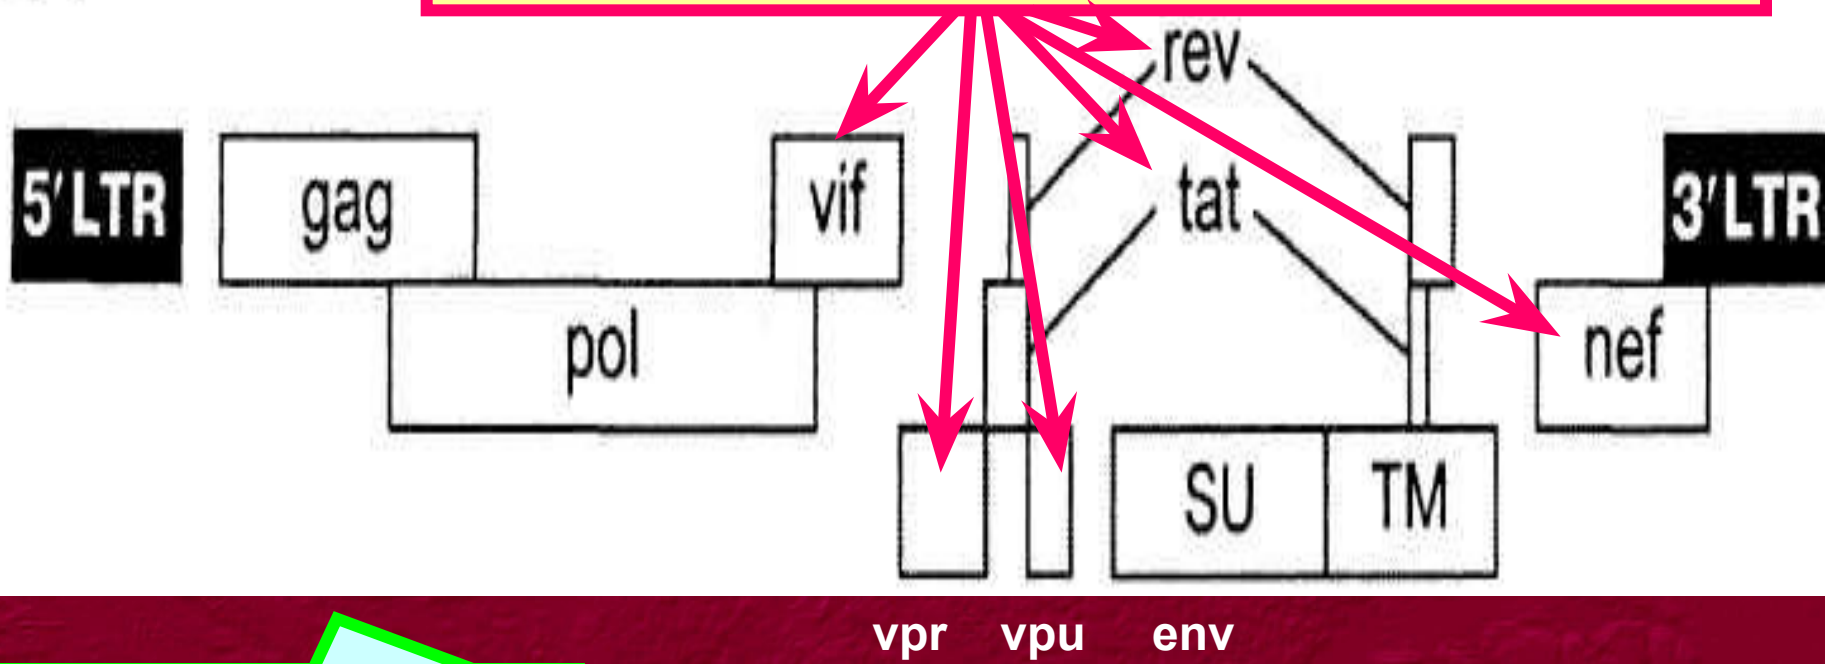 rev
5' LTR gag vif tat 3' LTR
pol nef
SU TM
vpr vpu env